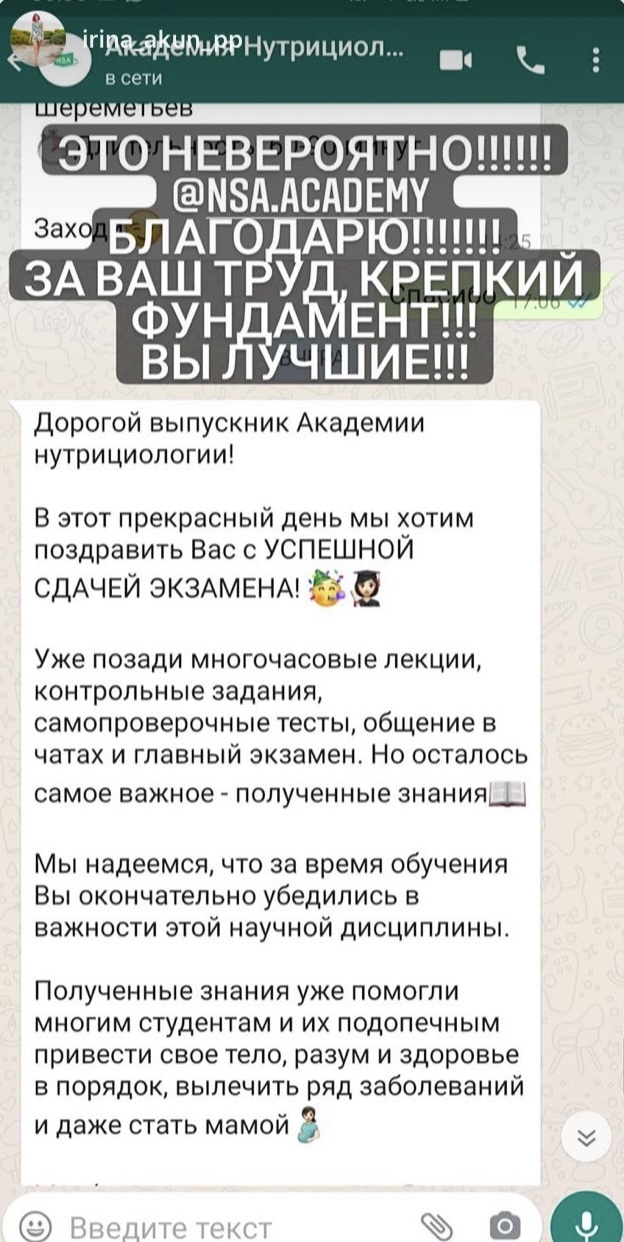 irina_akun_pp
Академия Нутрициол...
в сети
Шереметьев
ЭТО НЕВЕРОЯТНО!!!!!!
@NSA.ACADEMY
Заход
БЛАГОДАРЮ!!!!!!!
:25
ЗА ВАШ ТРУД, КРЕПКИЙ
Спасибо 17:06
ФУНДАМЕНТ!!!
ВЫ ЛУЧШИЕ!!!
Дорогой выпускник Академии
нутрициологии!
В этот прекрасный день мы хотим
поздравить Вас с УСПЕШНОЙ
СДАЧЕЙ ЭКЗАМЕНА!
Уже позади многочасовые лекции,
контрольные задания,
самопроверочные тесты, общение в
чатах и главный экзамен. Но осталось
самое важное - полученные знания
Мы надеемся, что за время обучения
Вы окончательно убедились в
важности этой научной дисциплины.
Полученные знания уже помогли
многим студентам и их подопечным
привести свое тело, разум и здоровье
в порядок, вылечить ряд заболеваний
и даже стать мамой
Введите текст